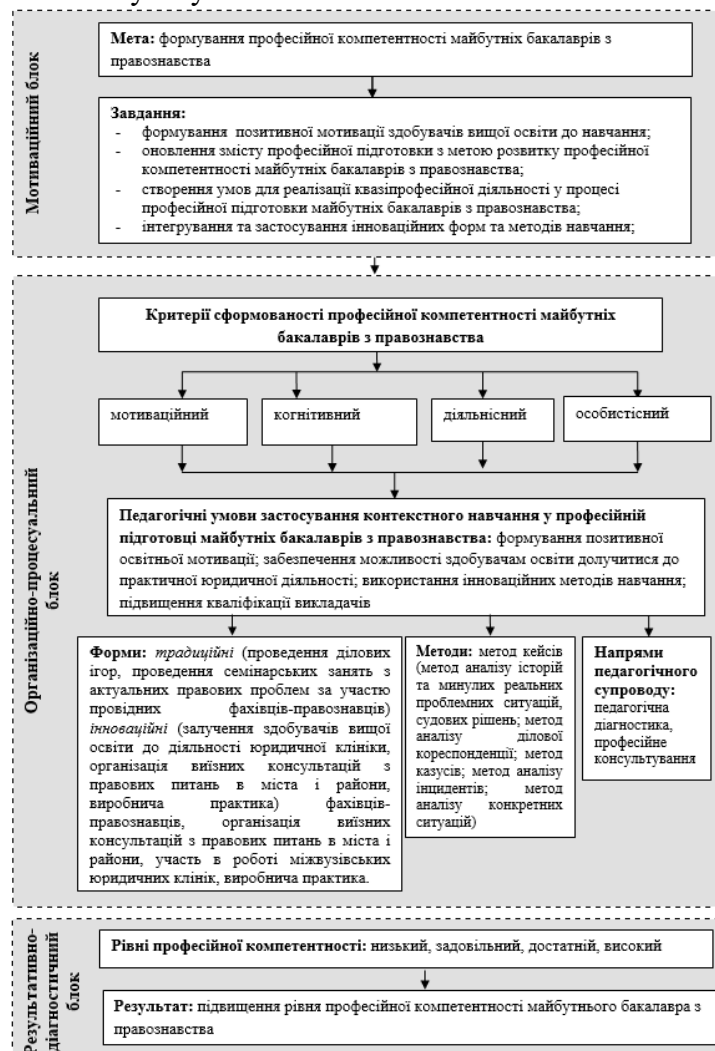 Мотиваційний блок
Мета: формування професійної компетентності майбутніх бакалаврів з
правознавства
Завдання:
- формування позитивної мотивації здобувачів вищої освіти до навчання;
- оновлення змісту професійної підготовки з метою розвитку професійної
компетентності майбутніх бакалаврів з правознавства;
- створення умов для реалізації квазіпрофесійної діяльності у процесі
професійної підготовки майбутніх бакалаврів з правознавства;
- інтегрування та застосування інноваційних форм та методів навчання;
Організаційно-процесуальний
блок
Критерії сформованості професійної компетентності майбутніх
бакалаврів з правознавства
мотиваційний
когнітивний
діяльнісний
особистісний
Педагогічні умови застосування контекстного навчання у професійній
підготовці майбутніх бакалаврів з правознавства: формування позитивної
освітньої мотивації; забезпечення можливості здобувачам освіти долучитися до
практичної юридичної діяльності; використання інноваційних методів навчання;
підвищення кваліфікації викладачів
Форми: традиційні (проведення ділових
ігор, проведення семінарських занять з
актуальних правових проблем за участю
провідних фахівців-правознавців)
інноваційні (залучення здобувачів вищої
освіти до діяльності юридичної клініки,
організація виїзних консультацій з
правових питань в міста і райони,
виробнича практика) фахівців-
правознавців, організація виїзних
консультацій з правових питань в міста і
райони, участь в роботі міжвузівських
юридичних клінік, виробнича практика.
Методи: метод кейсів
(метод аналізу історій
та минулих реальних
проблемних ситуацій,
судових рішень; метод
аналізу ділової
кореспонденції; метод
казусів; метод аналізу
інцидентів; метод
аналізу конкретних
ситуацій)
Напрями
педагогічного
супроводу:
педагогічна
діагностика,
професійне
консультування
Результативно-
діагностичний
блок
Рівні професійної компетентності: низький, задовільний, достатній, високий
Результат: підвищення рівня професійної компетентності майбутнього бакалавра з
правознавства